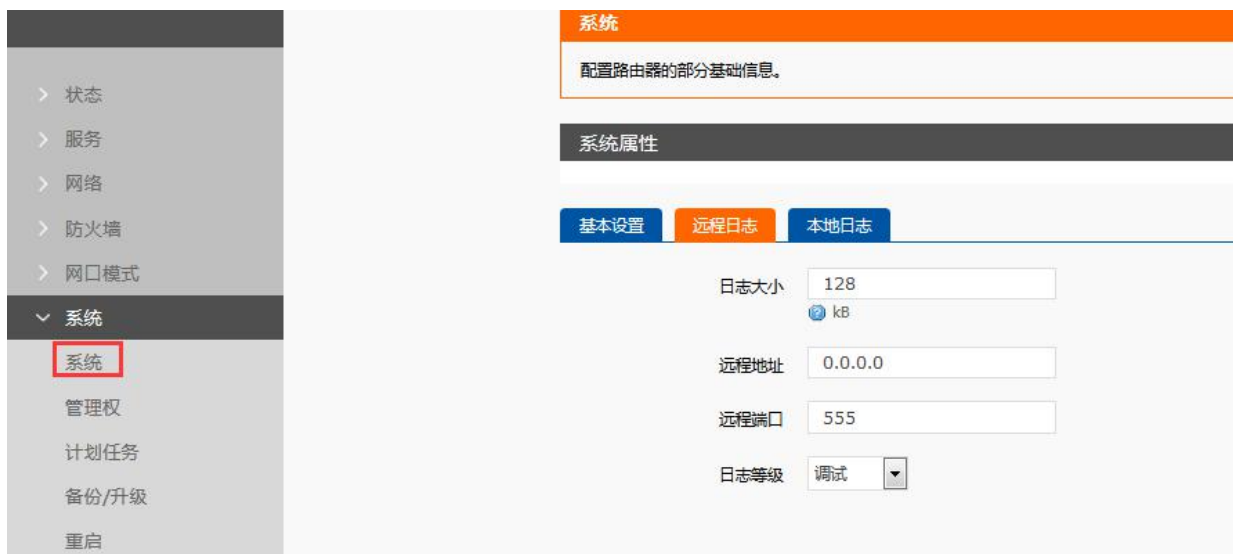 状态
服务
网络
防火墙
网口模式
系统
系统
管理权
计划任务
备份/升级
重启
系统
配置路由器的部分基础信息。
系统属性
基本设置 远程日志 本地日志
日志大小 128
kB
远程地址 0.0.0.0
远程端口 555
日志等级 调试